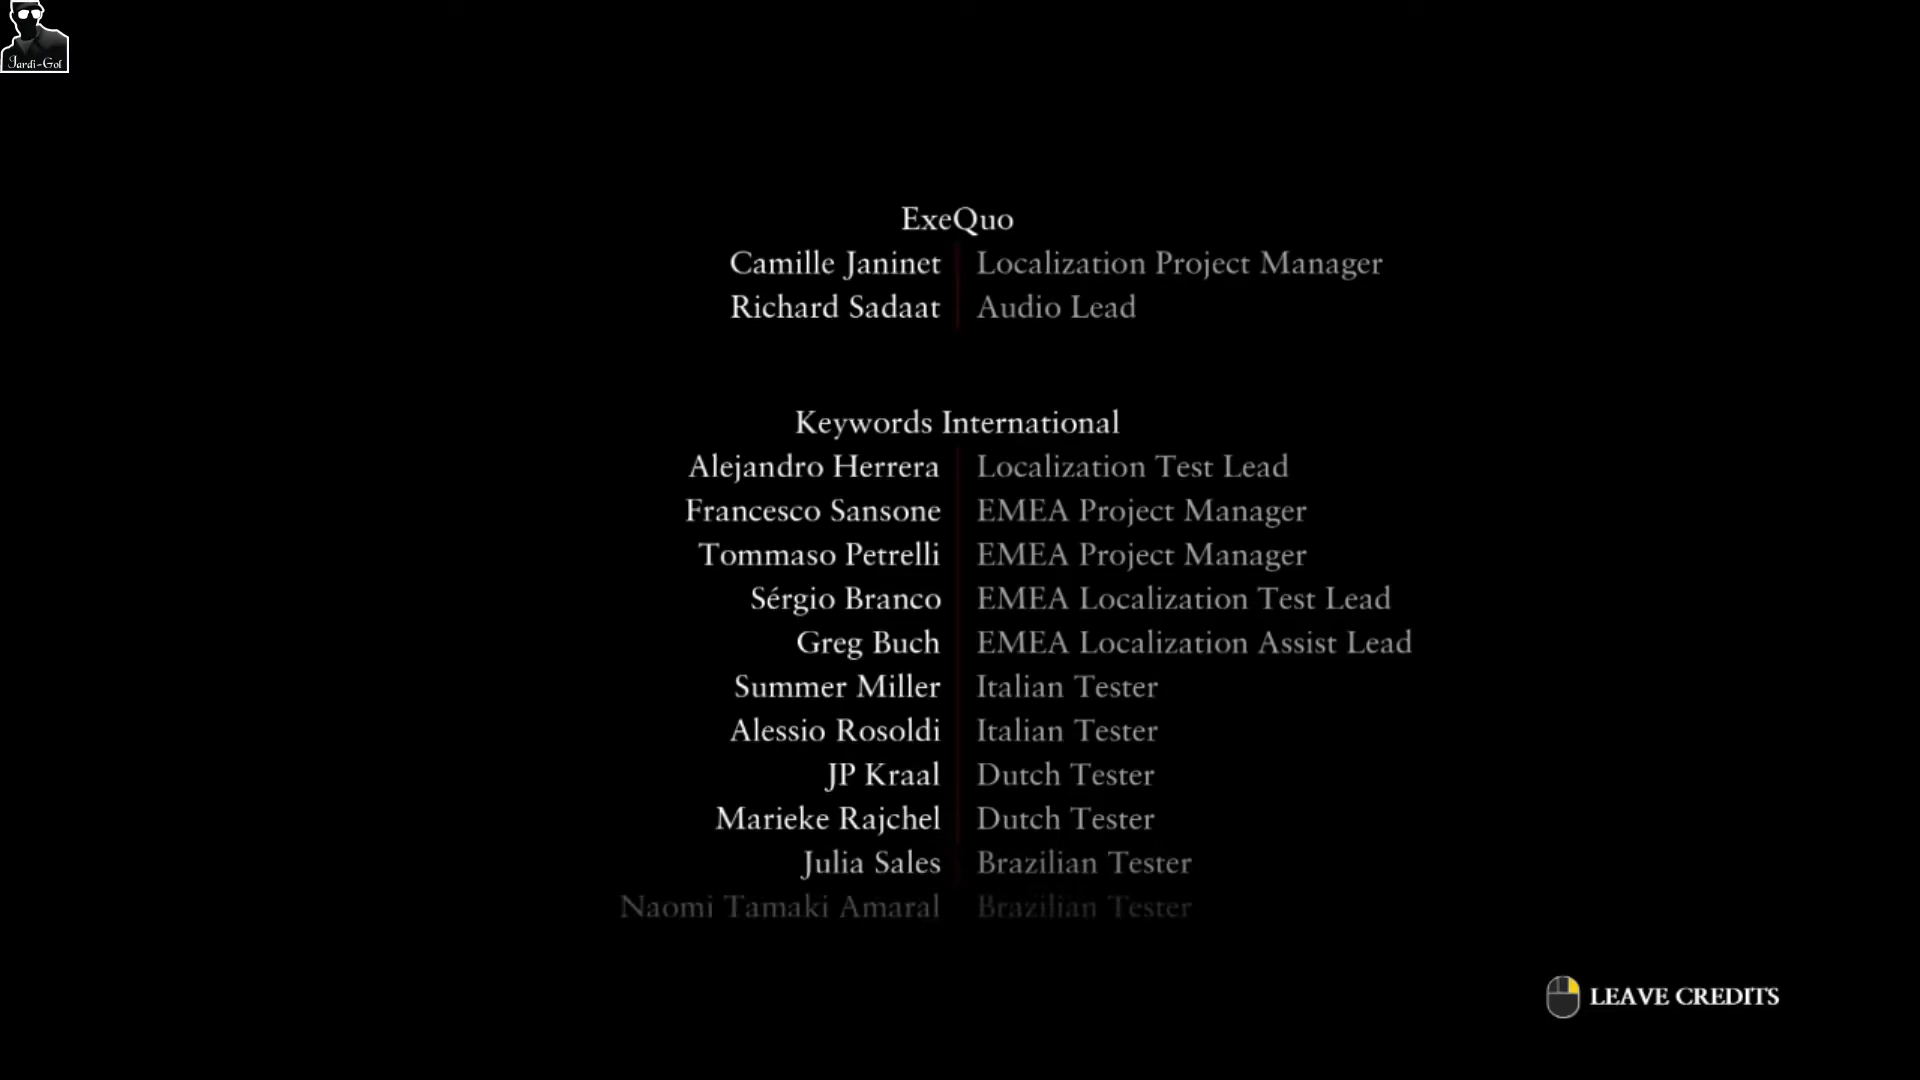 Jardi-Gol
ExeQuo
Camille Janinet Localization Project Manager
Richard Sadaat Audio Lead
Keywords International
Alejandro Herrera Localization Test Lead
Francesco Sansone EMEA Project Manager
Tommaso Petrelli EMEA Project Manager
Sérgio Branco EMEA Localization Test Lead
Greg Buch EMEA Localization Assist Lead
Summer Miller Italian Tester
Alessio Rosoldi Italian Tester
JP Kraal Dutch Tester
Marieke Rajchel Dutch Tester
Julia Sales Brazilian Tester
Naomi Tamaki Amaral Brazilian Tester
LEAVE CREDITS